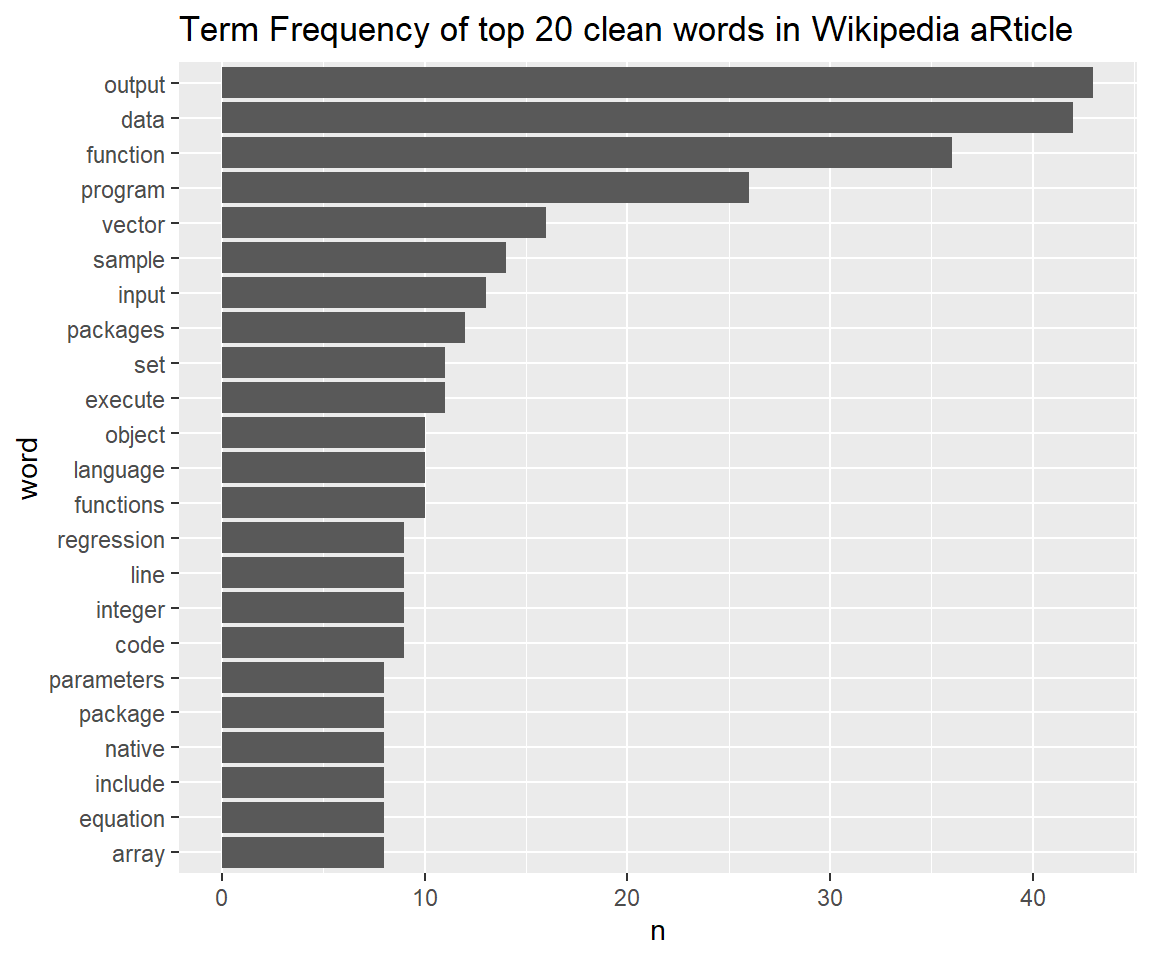 Term Frequency of top 20 clean words in Wikipedia aRticle
output
data
function
program
vector
sample
input
packages
set
execute
object
language
functions
regression
line
integer
code
parameters
package
native
include
equation
array
word
0 10 20 30 40
n